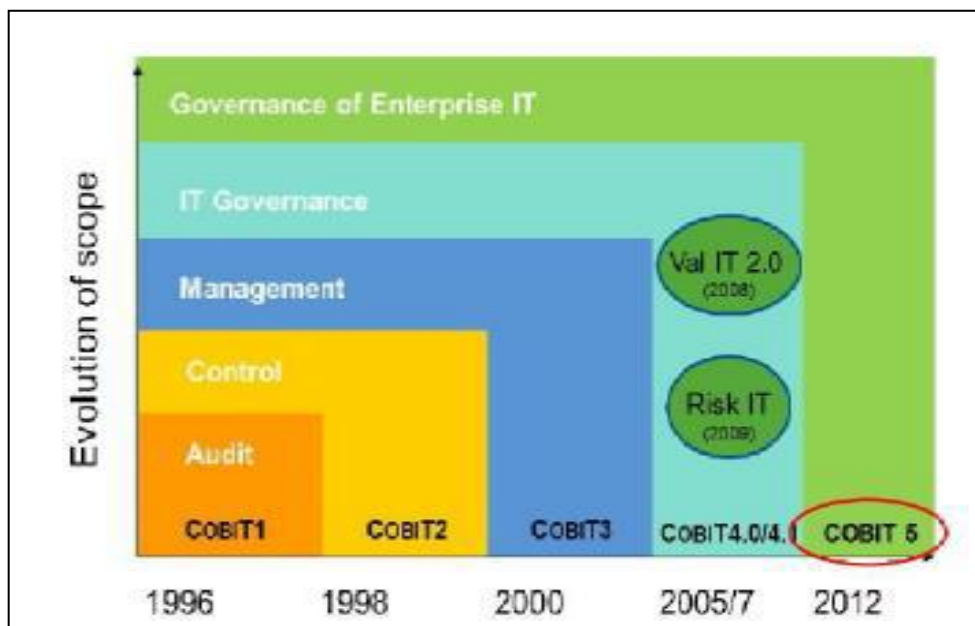 Governance of Enterprise IT
IT Governance
Val IT 2.0
(2008)
Management
Control
Risk IT
(2009)
Audit
COBIT1 COBIT2 COBIT3 COBIT4.0/4.1 COBIT 5
1996 1998 2000 2005/7 2012
Evolution of scope